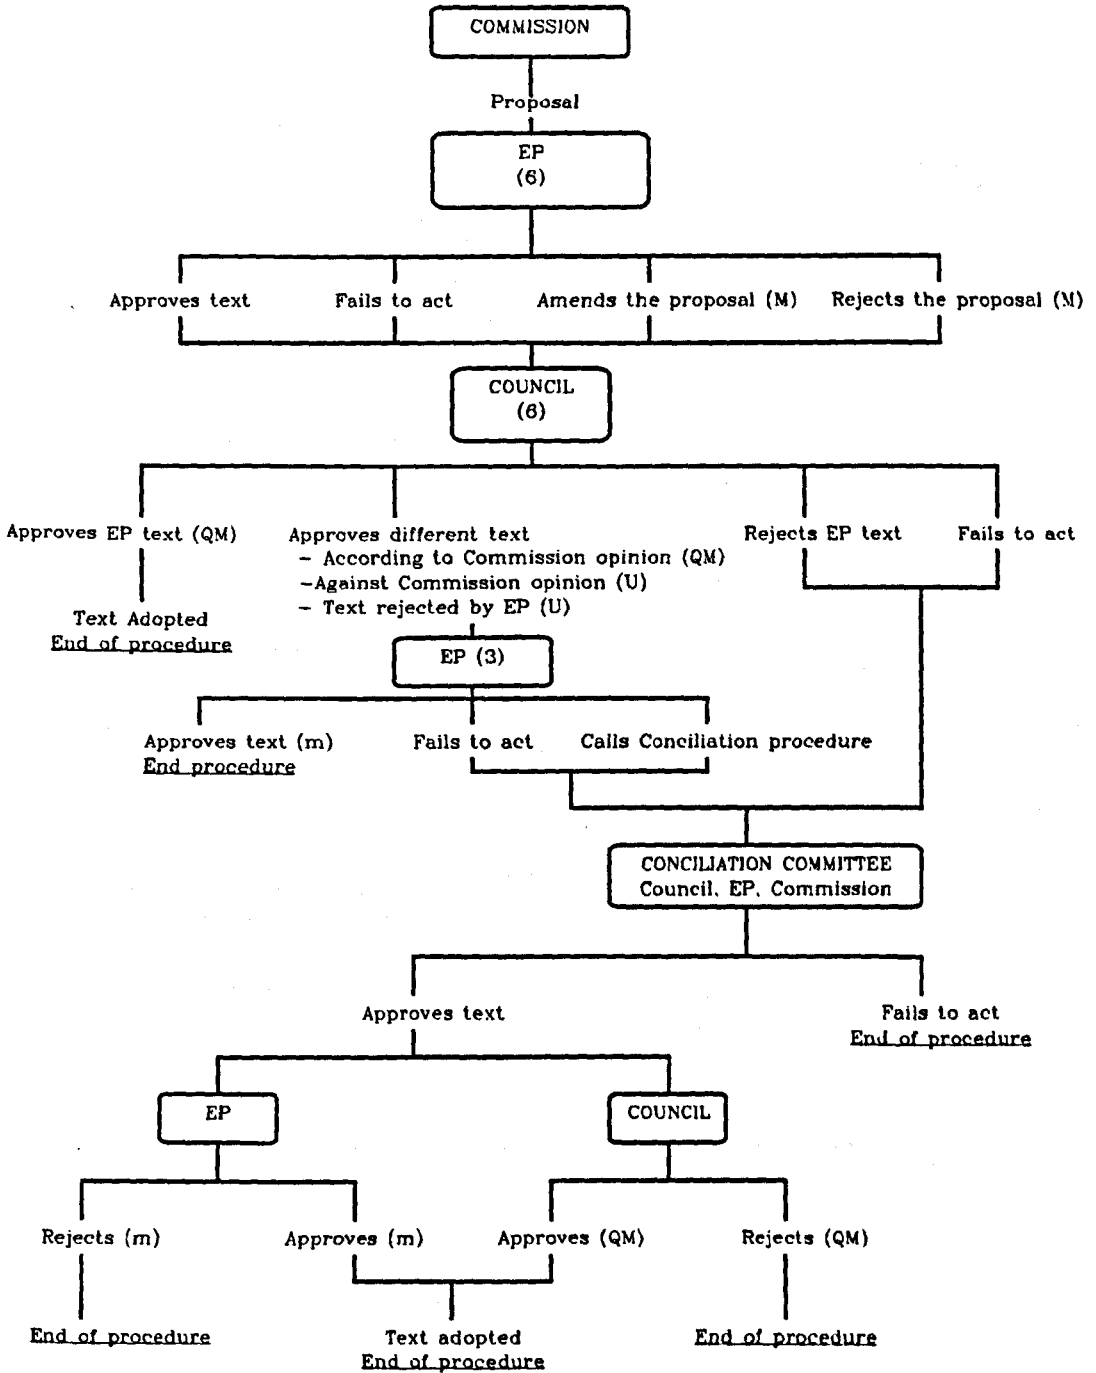 COMMISSION
Proposal
EP
(6)
Approves text
Fails to act
Amends the proposal (M)
Rejects the proposal (M)
COUNCIL
(6)
Approves EP text (QM)
Approves different text
- According to Commission opinion (QM)
-Against Commission opinion (U)
- Text rejected by EP (U)
Rejects EP text
Fails to act
Text Adopted
End of procedure
EP (3)
Approves text (m)
End procedure
Fails to act
Calls Conciliation procedure
CONCILIATION COMMITTEE
Council, EP, Commission
Approves text
Fails to act
End of procedure
EP
COUNCIL
Rejects (m)
Approves (m)
Approves (QM)
Rejects (QM)
End of procedure
Text adopted
End of procedure
End of procedure